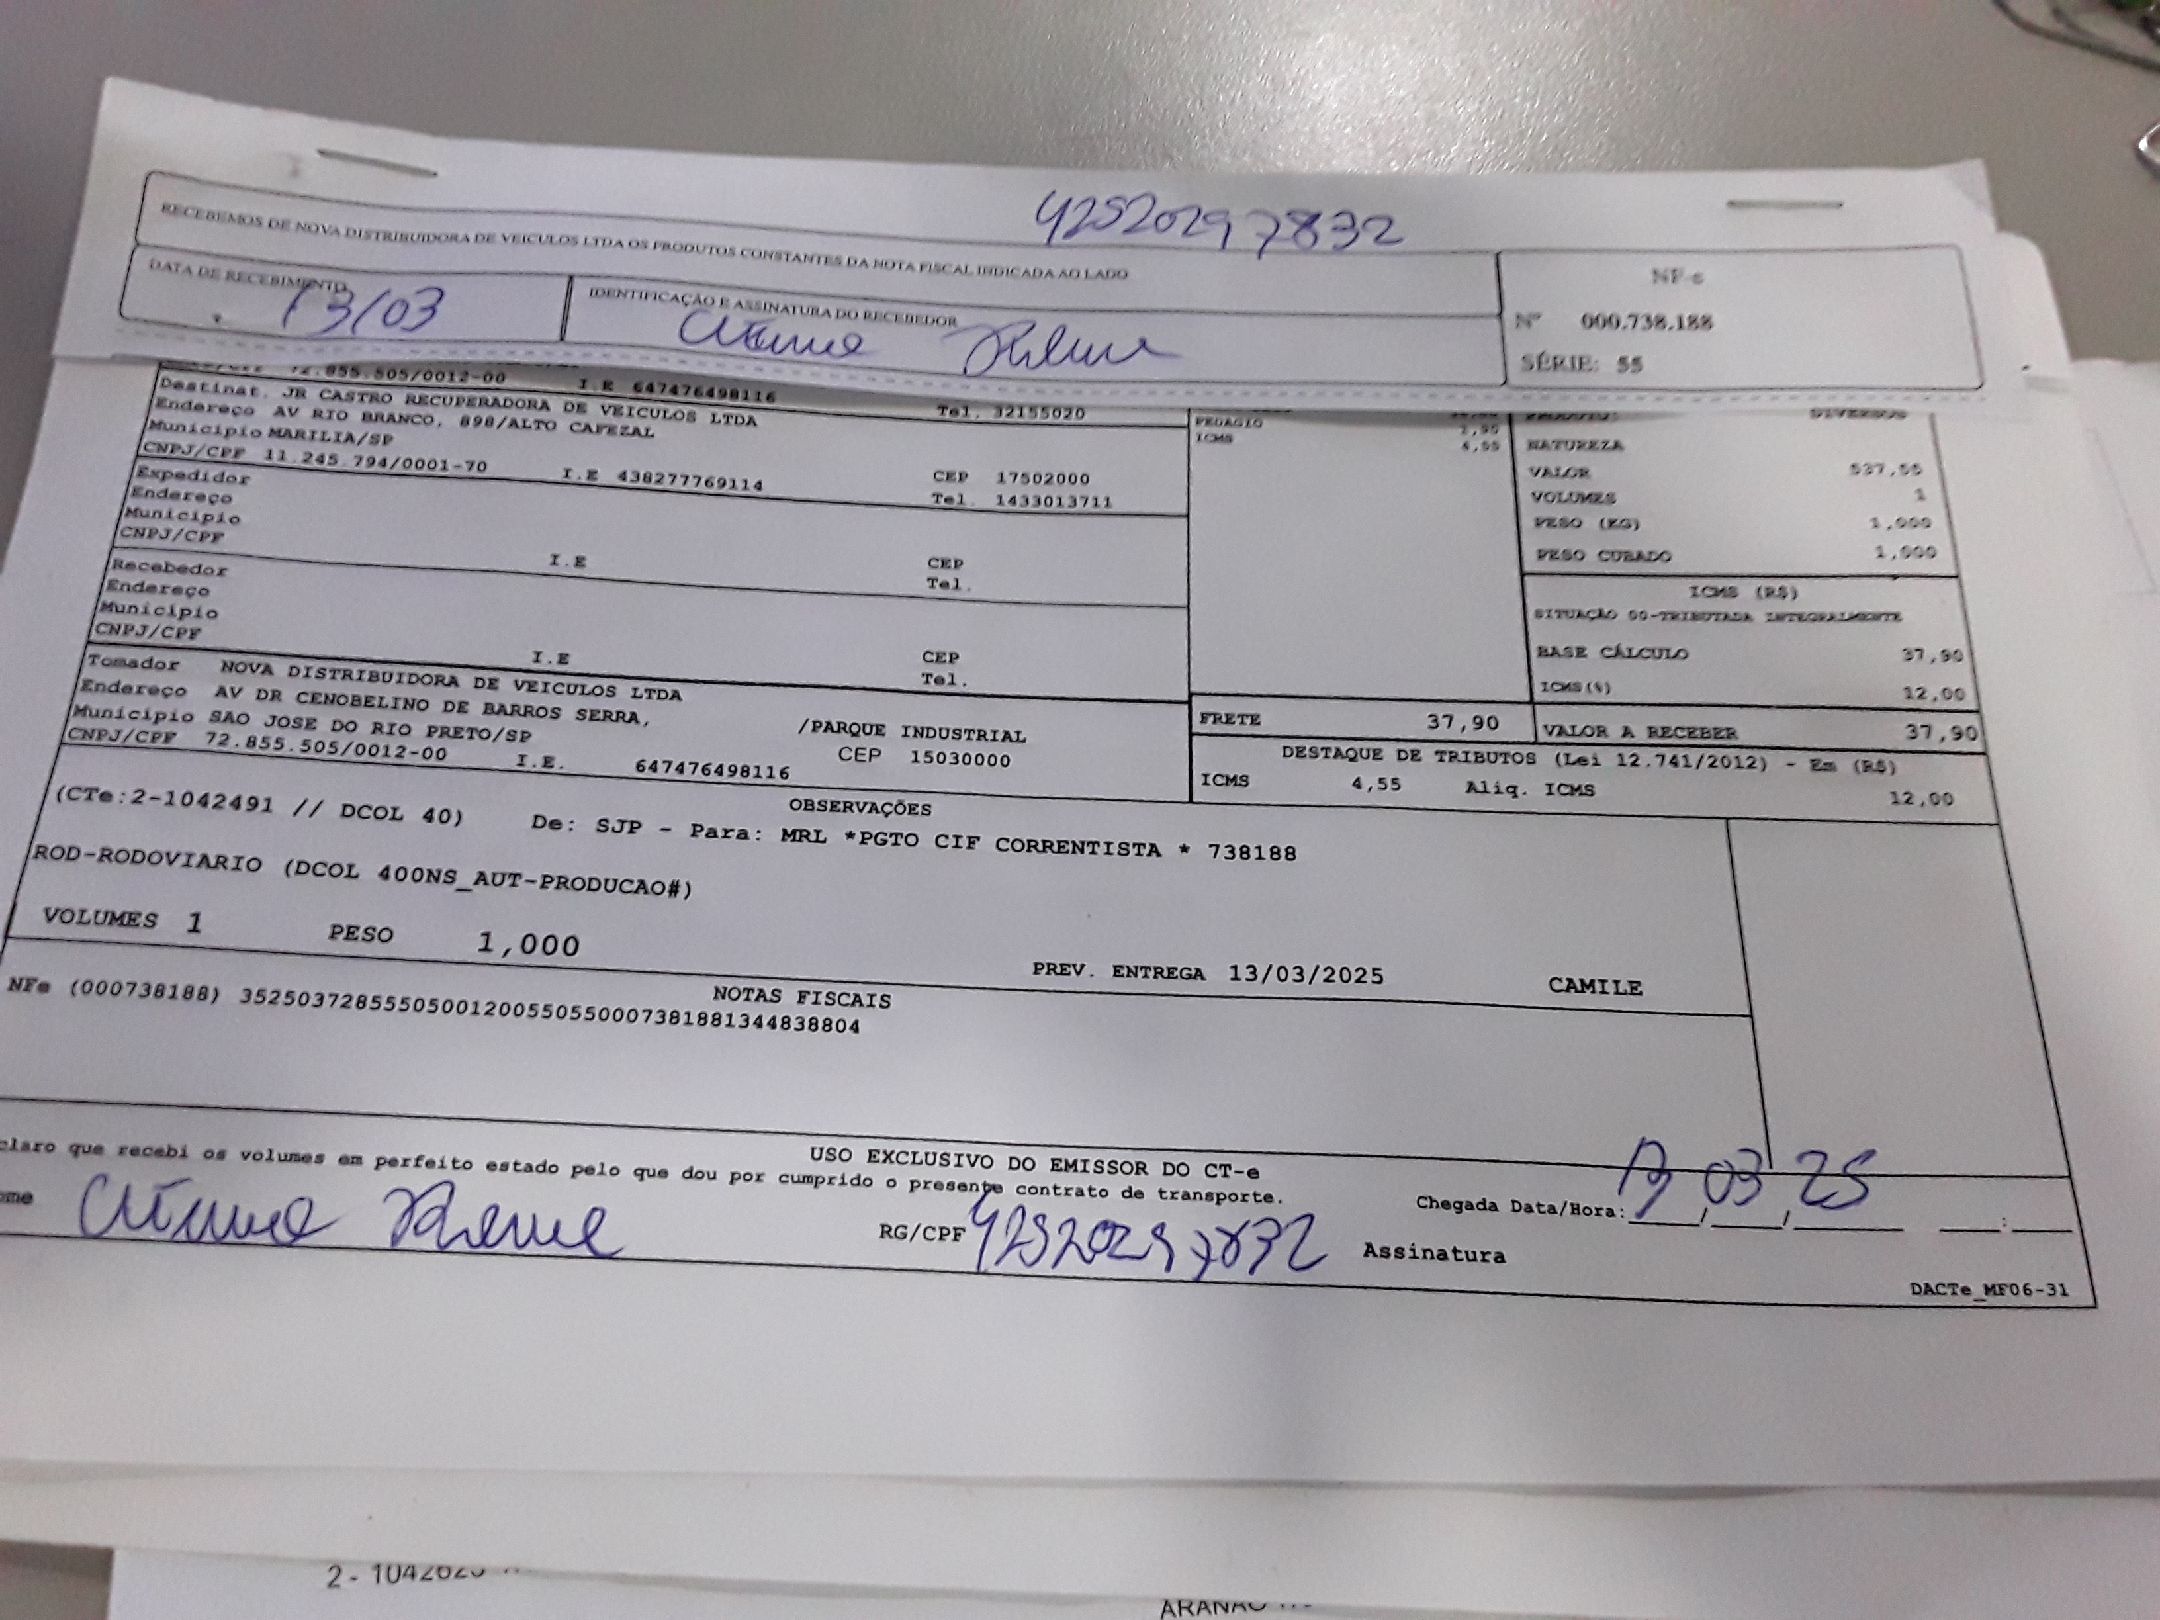 42520297832
RECEBEMOS DE NOVA DISTRIBUIDORA DE VEICULOS LTDA OS PRODUTOS CONSTANTES DA NOTA FISCAL INDICADA AO LADO
NF-e
Nº 000.738.188
SÉRIE: 55
DATA DE RECEBIMENTO
13/03
IDENTIFICAÇÃO E ASSINATURA DO RECEBEDOR
72.855.505/0012-00 I.E 647476498116
Tel. 32155020
Destinat. JR CASTRO RECUPERADORA DE VEICULOS LTDA
Endereço AV RIO BRANCO, 898/ALTO CAFEZAL
Municipio MARILIA/SP
CEP 17502000
CNPJ/CPF 11.245.794/0001-70 I.E 438277769114
Tel. 1433013711
Expedidor
Endereço
Municipio
CEP
CNPJ/CPF I.E
Tel.
Recebedor
Endereço
Municipio
CEP
CNPJ/CPF I.E
Tel.
Tomador NOVA DISTRIBUIDORA DE VEICULOS LTDA
Endereço AV DR CENOBELINO DE BARROS SERRA, /PARQUE INDUSTRIAL
Municipio SAO JOSE DO RIO PRETO/SP CEP 15030000
CNPJ/CPF 72.855.505/0012-00 I.E. 647476498116
PEDAGIO
ICMS 4,55
DIVERSOS
NATUREZA
VALOR 537,55
VOLUMES 1
PESO (KG) 1,000
PESO CUBADO 1,000
ICMS (R$)
SITUAÇÃO 00-TRIBUTADA INTEGRALMENTE
BASE CÁLCULO 37,90
ICMS(%) 12,00
FRETE 37,90
VALOR A RECEBER 37,90
DESTAQUE DE TRIBUTOS (Lei 12.741/2012) - Em (R$)
ICMS 4,55 Aliq. ICMS 12,00
OBSERVAÇÕES
(CTe:2-1042491 // DCOL 40) De: SJP - Para: MRL *PGTO CIF CORRENTISTA * 738188
ROD-RODOVIARIO (DCOL 400NS_AUT-PRODUCAO#)
VOLUMES 1 PESO 1,000
PREV. ENTREGA 13/03/2025 CAMILE
NOTAS FISCAIS
NFe (000738188) 35250372855505001200550550007381881344838804
USO EXCLUSIVO DO EMISSOR DO CT-e
claro que recebi os volumes em perfeito estado pelo que dou por cumprido o presente contrato de transporte.
Chegada Data/Hora: 13/03/25 :
ome
RG/CPF 42520297832
Assinatura
DACTe_MF06-31